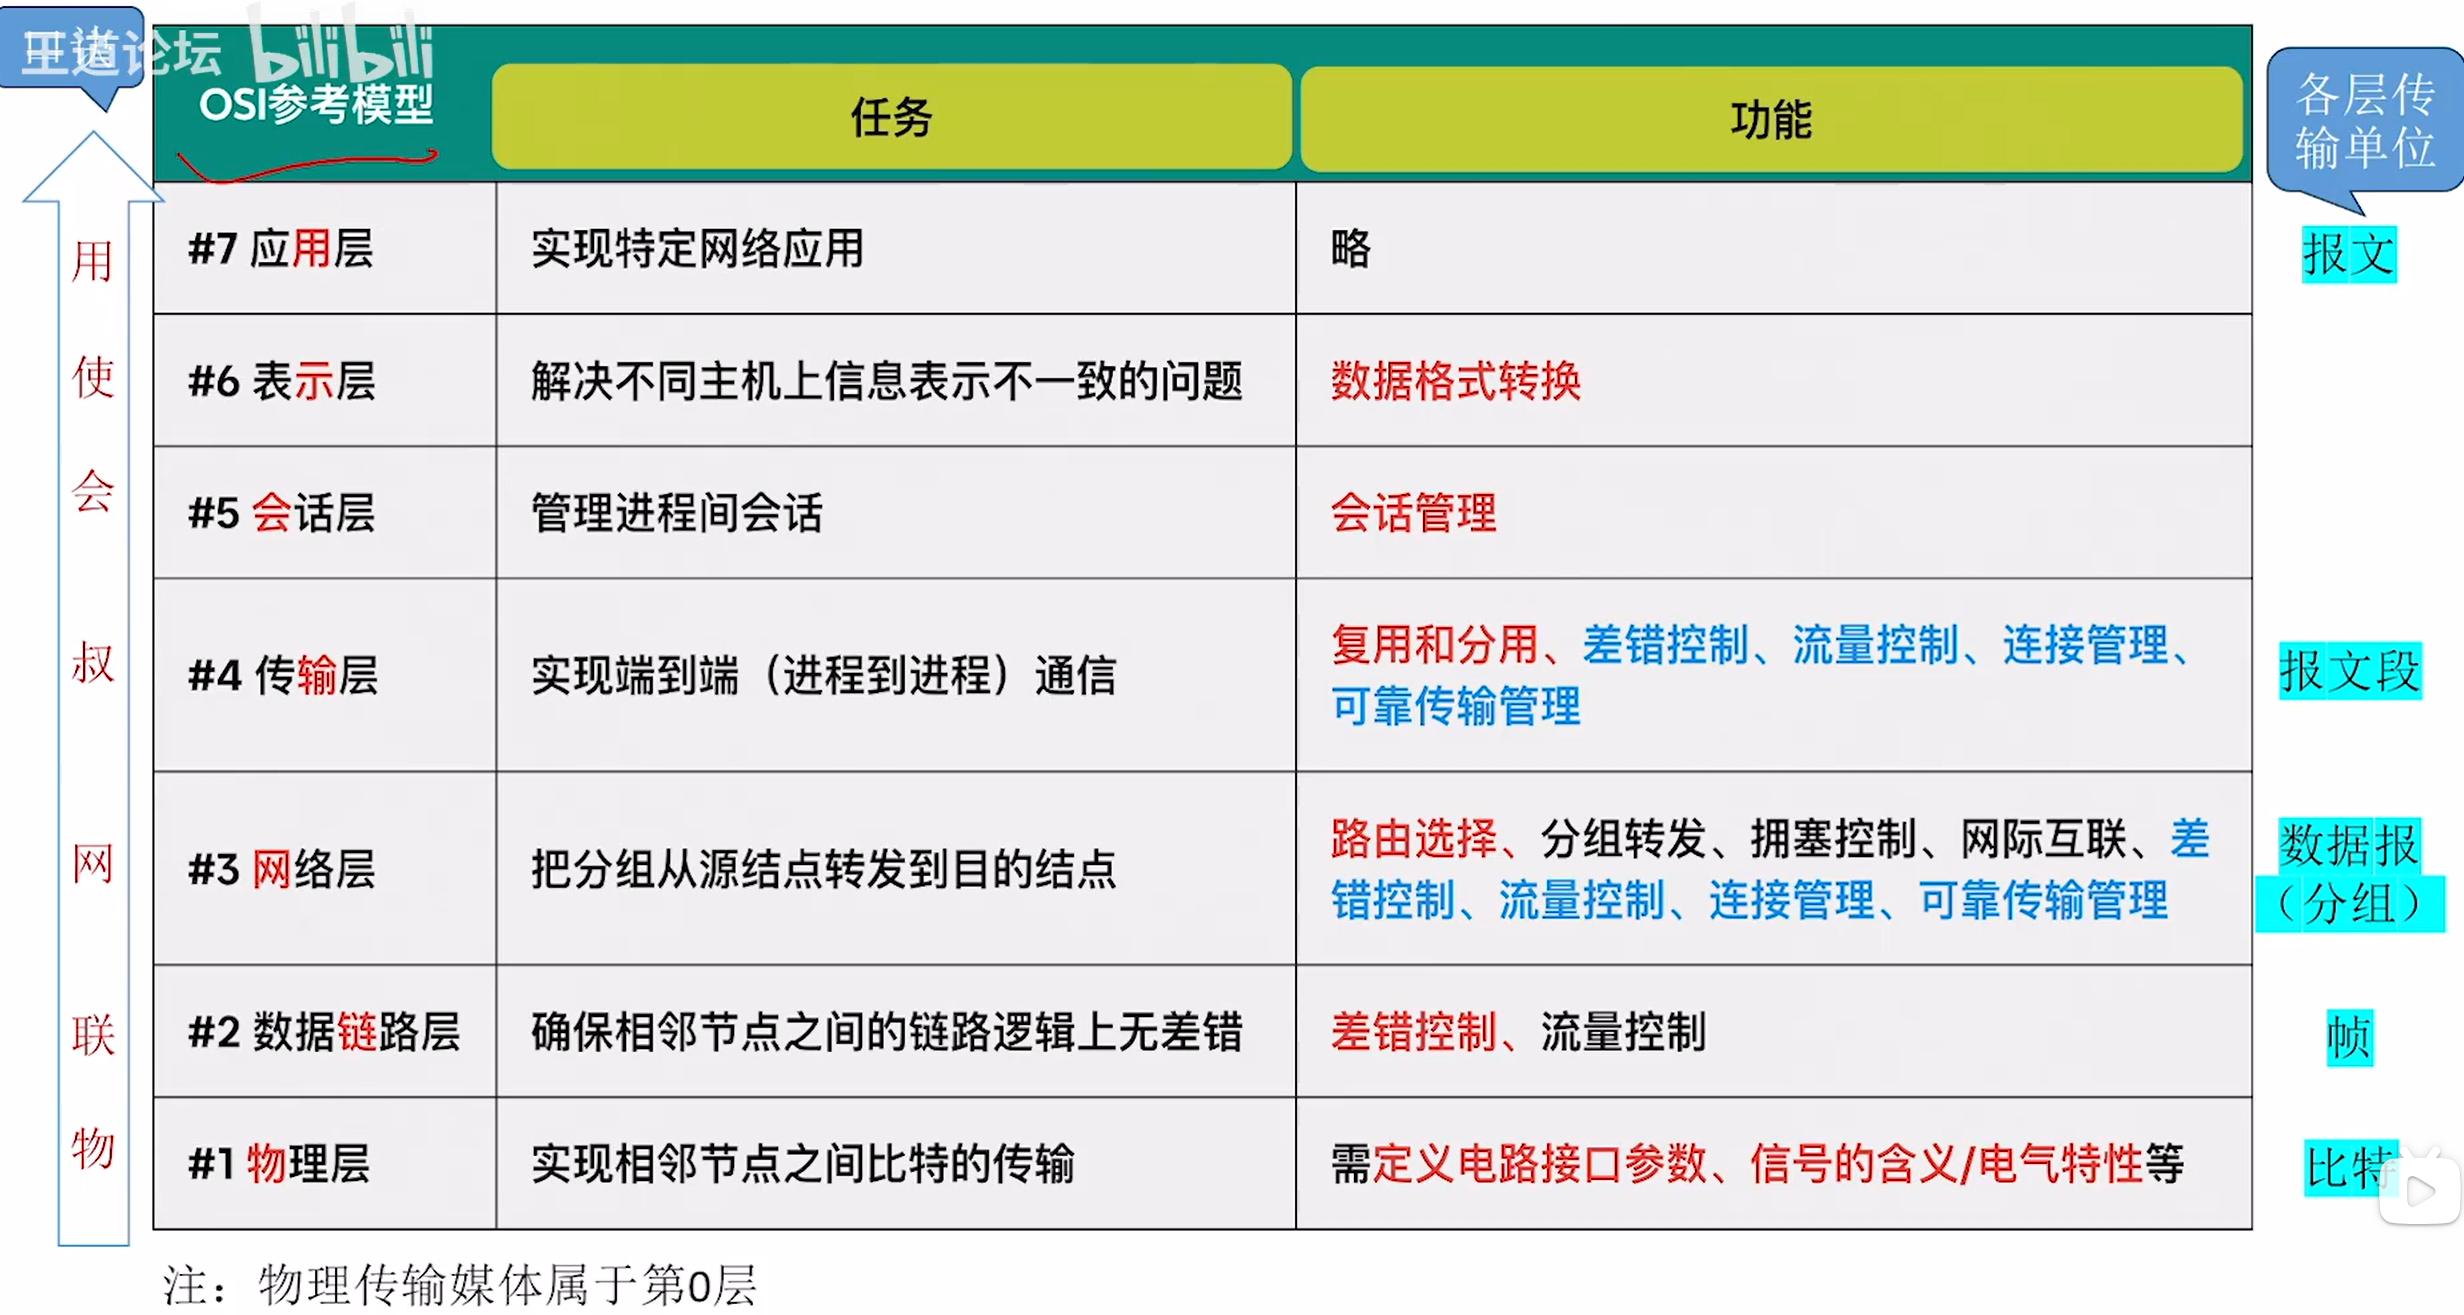 王道论坛
bilibili
OSI参考模型
任务
功能
各层传
输单位
#7 应用层
实现特定网络应用
略
报文
#6 表示层
解决不同主机上信息表示不一致的问题
数据格式转换
#5 会话层
管理进程间会话
会话管理
#4 传输层
实现端到端（进程到进程）通信
复用和分用、差错控制、流量控制、连接管理、
可靠传输管理
报文段
#3 网络层
把分组从源结点转发到目的结点
路由选择、分组转发、拥塞控制、网际互联、差
错控制、流量控制、连接管理、可靠传输管理
数据报
（分组）
#2 数据链路层
确保相邻节点之间的链路逻辑上无差错
差错控制、流量控制
帧
#1 物理层
实现相邻节点之间比特的传输
需定义电路接口参数、信号的含义/电气特性等
比特
用
使
会
叔
网
联
物
注：物理传输媒体属于第0层